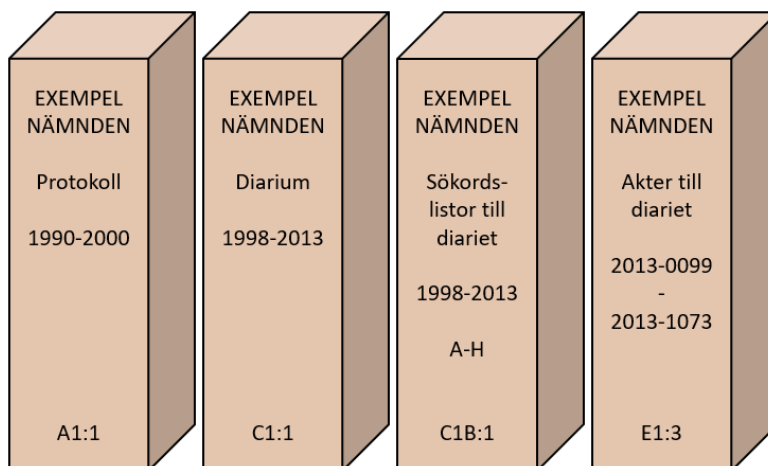 EXEMPEL
NÄMNDEN
Protokoll
1990-2000
A1:1
EXEMPEL
NÄMNDEN
Diarium
1998-2013
C1:1
EXEMPEL
NÄMNDEN
Sökords-
listor till
diariet
1998-2013
A-H
C1B:1
EXEMPEL
NÄMNDEN
Akter till
diariet
2013-0099
-
2013-1073
E1:3